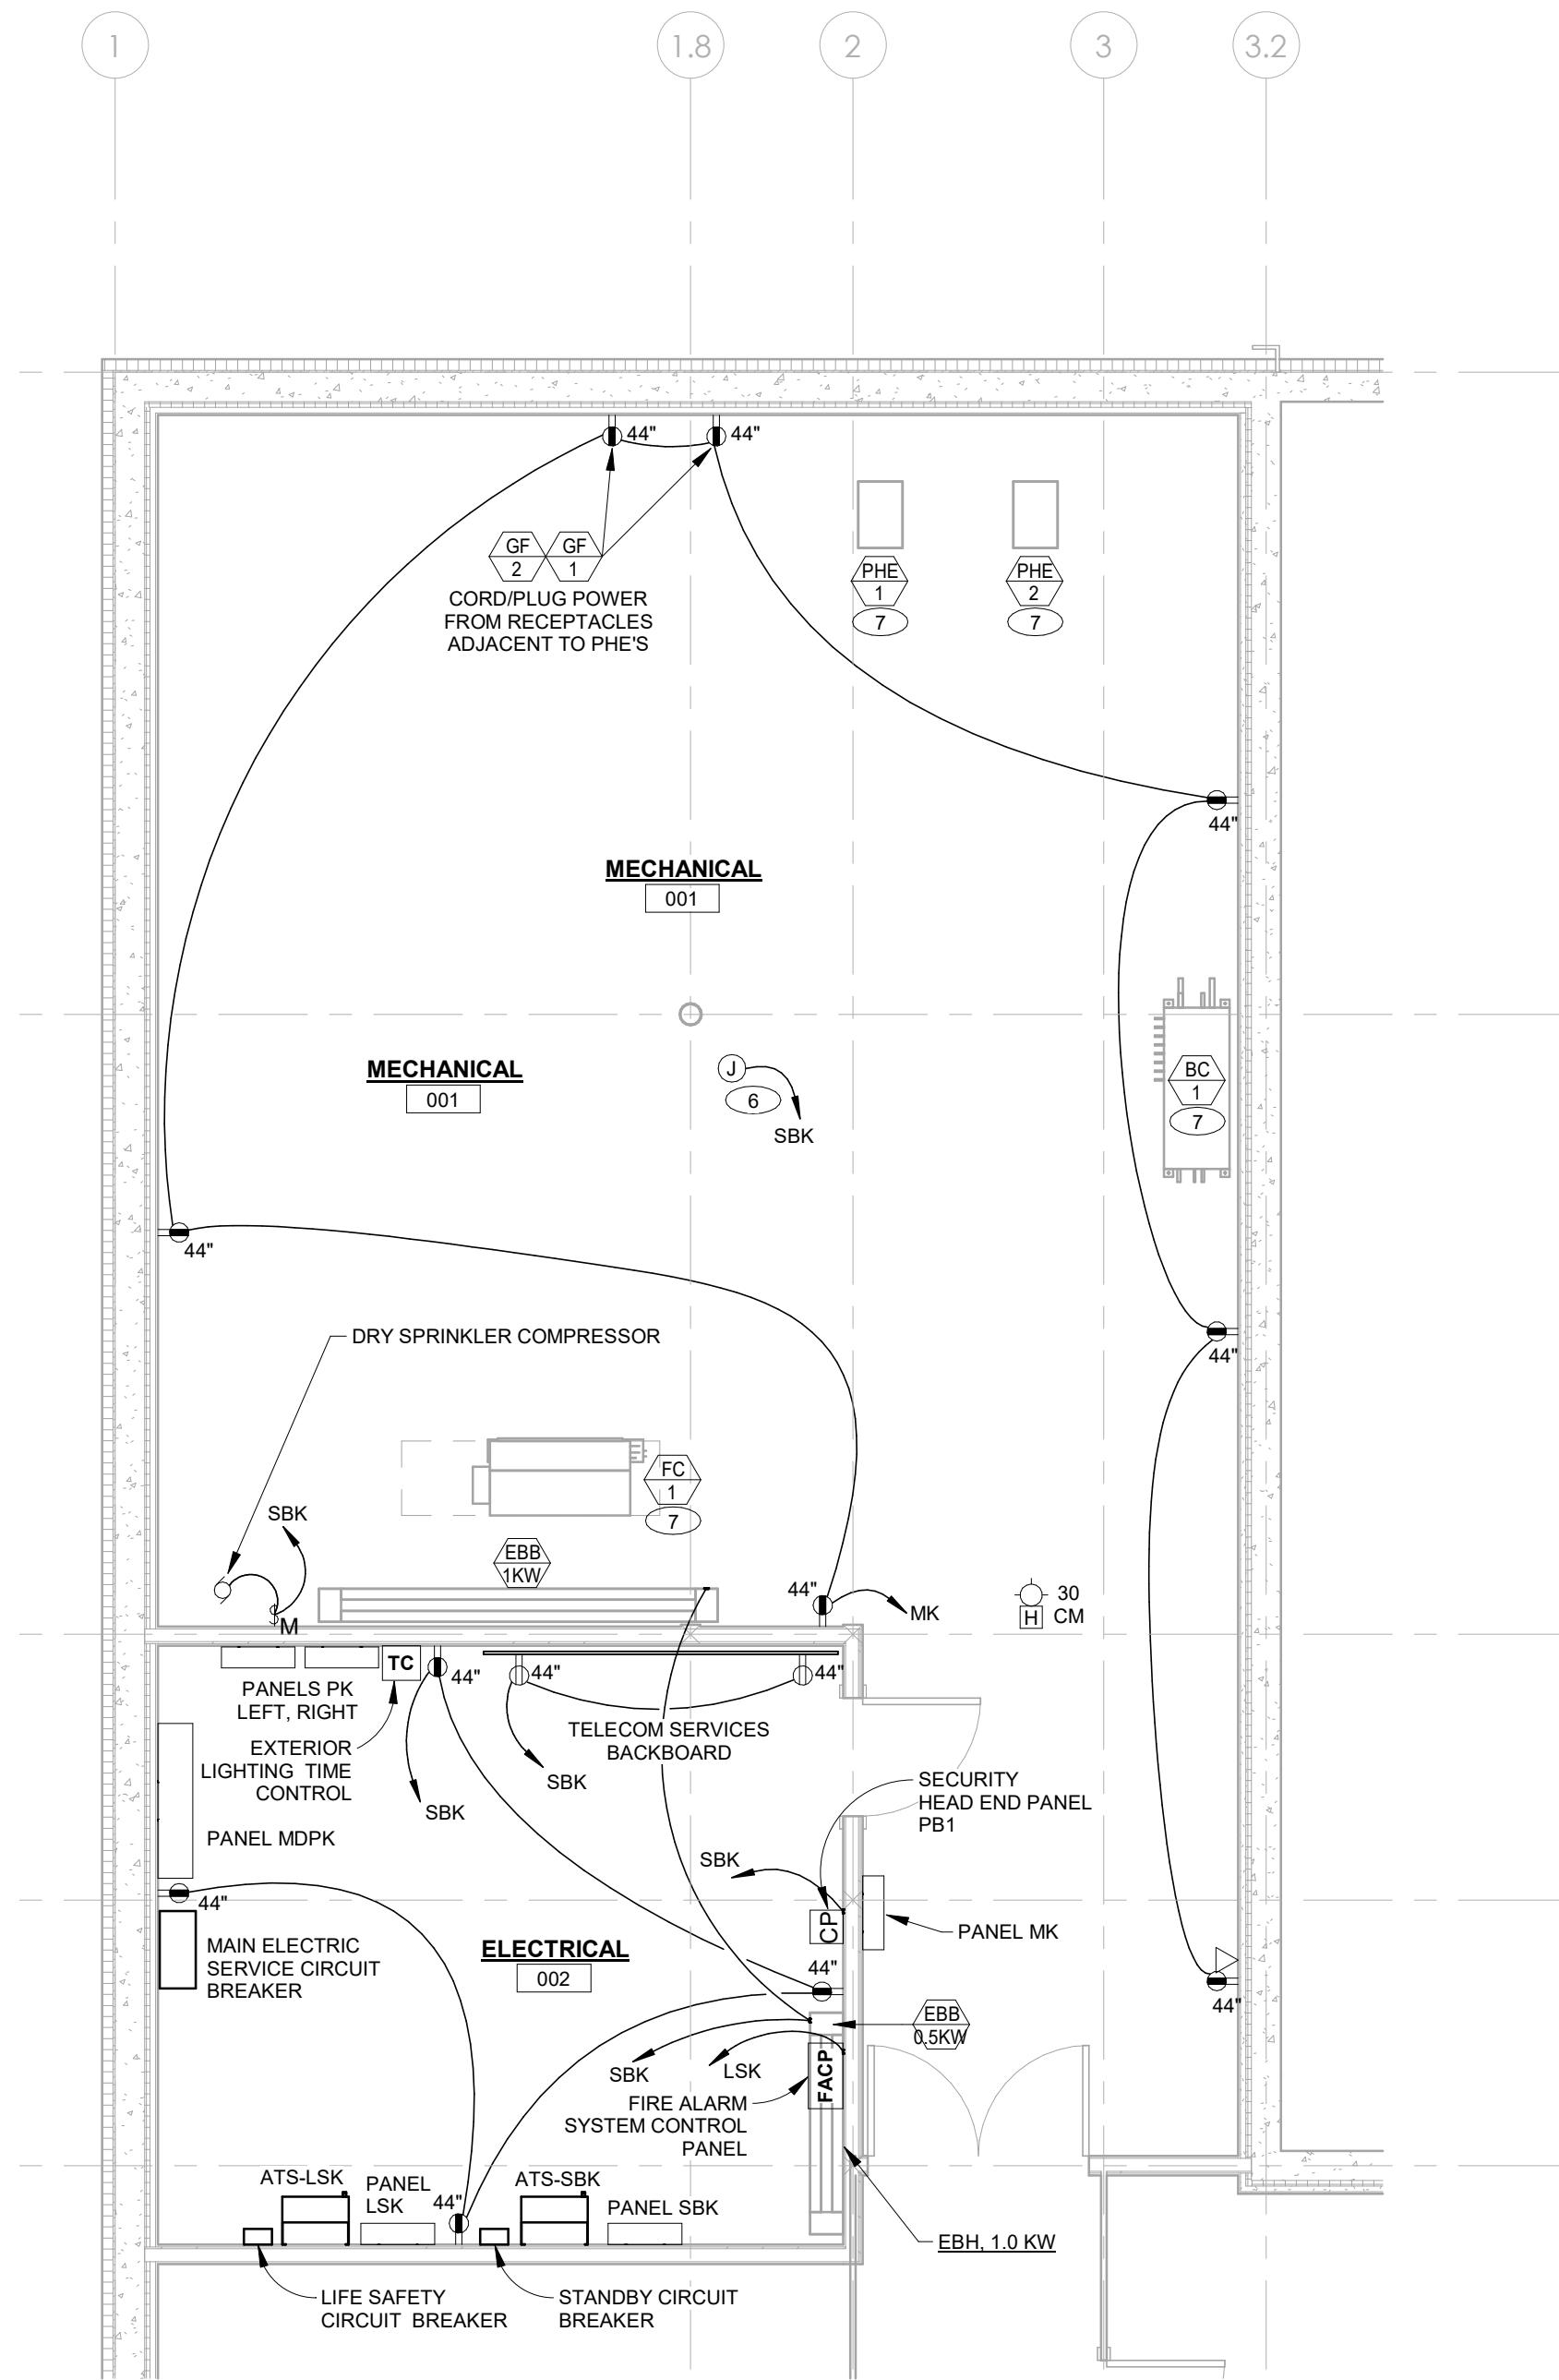 1
1.8
2
3
3.2
44"
44"
GF
2
GF
1
CORD/PLUG POWER
FROM RECEPTACLES
ADJACENT TO PHE'S
PHE
1
7
PHE
2
7
44"
MECHANICAL
001
MECHANICAL
001
J
6
SBK
BC
1
7
44"
DRY SPRINKLER COMPRESSOR
44"
FC
1
7
SBK
EBB
1KW
M
44"
MK
30
H
CM
PANELS PK
LEFT, RIGHT
TC
44"
44"
44"
EXTERIOR
LIGHTING TIME
CONTROL
TELECOM SERVICES
BACKBOARD
SBK
SBK
SECURITY
HEAD END PANEL
PB1
PANEL MDPK
SBK
44"
CP
PANEL MK
MAIN ELECTRIC
SERVICE CIRCUIT
BREAKER
ELECTRICAL
002
44"
44"
EBB
0.5KW
SBK
LSK
FACP
FIRE ALARM
SYSTEM CONTROL
PANEL
ATS-LSK
PANEL
LSK
44"
ATS-SBK
PANEL SBK
EBH, 1.0 KW
LIFE SAFETY
CIRCUIT BREAKER
STANDBY CIRCUIT
BREAKER